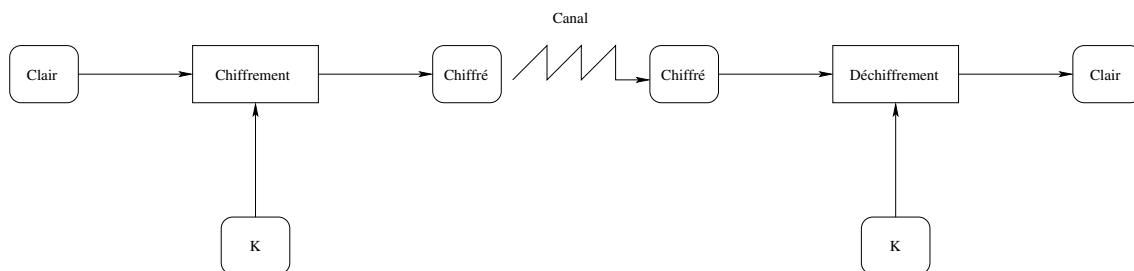 Canal
Clair
Chiffrement
Chiffré
Chiffré
Déchiffrement
Clair
K
K